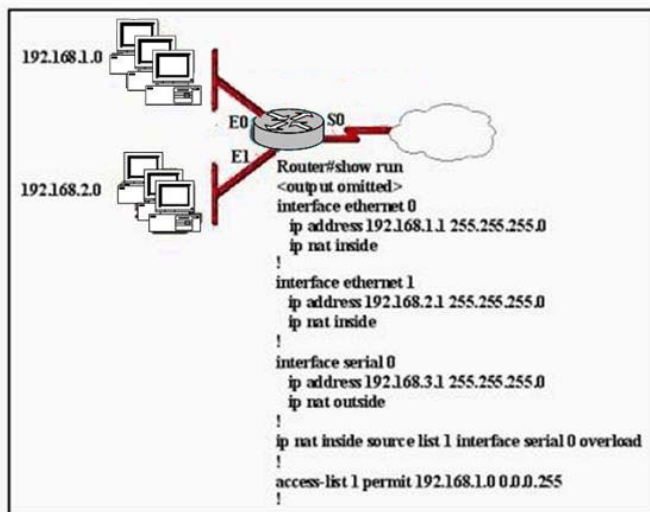 192.168.1.0
E0 S0
E1
192.168.2.0
Router#show run
<output omitted>
interface ethernet 0
ip address 192.168.1.1 255.255.255.0
ip nat inside
!
interface ethernet 1
ip address 192.168.2.1 255.255.255.0
ip nat inside
!
interface serial 0
ip address 192.168.3.1 255.255.255.0
ip nat outside
!
ip nat inside source list 1 interface serial 0 overload
!
access-list 1 permit 192.168.1.0 0.0.0.255
!